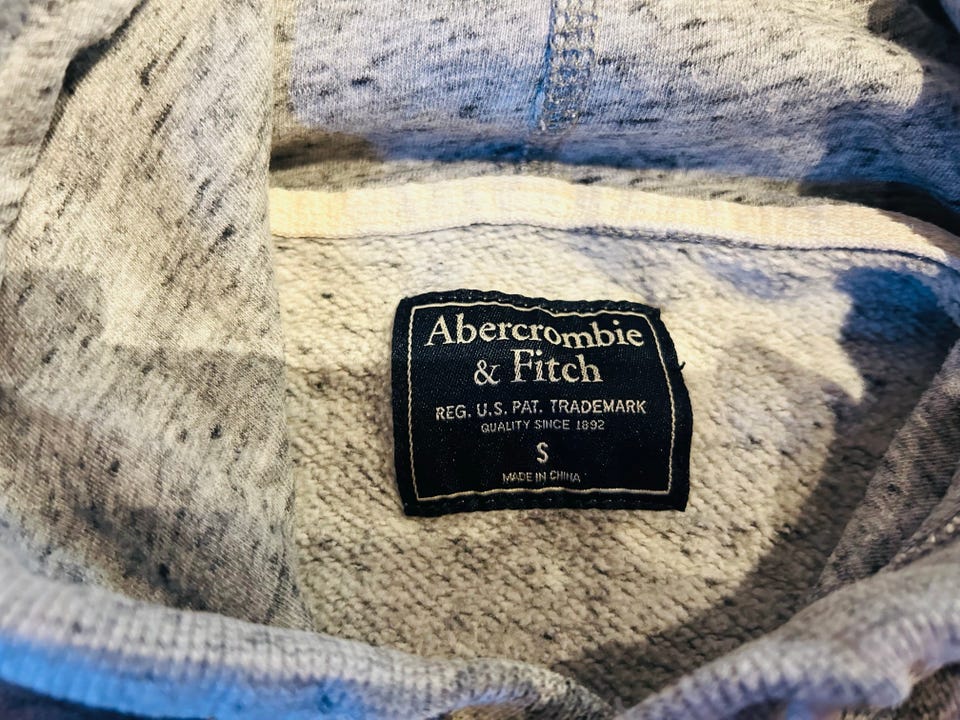 Abercrombie
& Fitch
REG. U.S. PAT. TRADEMARK
QUALITY SINCE 1892
S
MADE IN CHINA